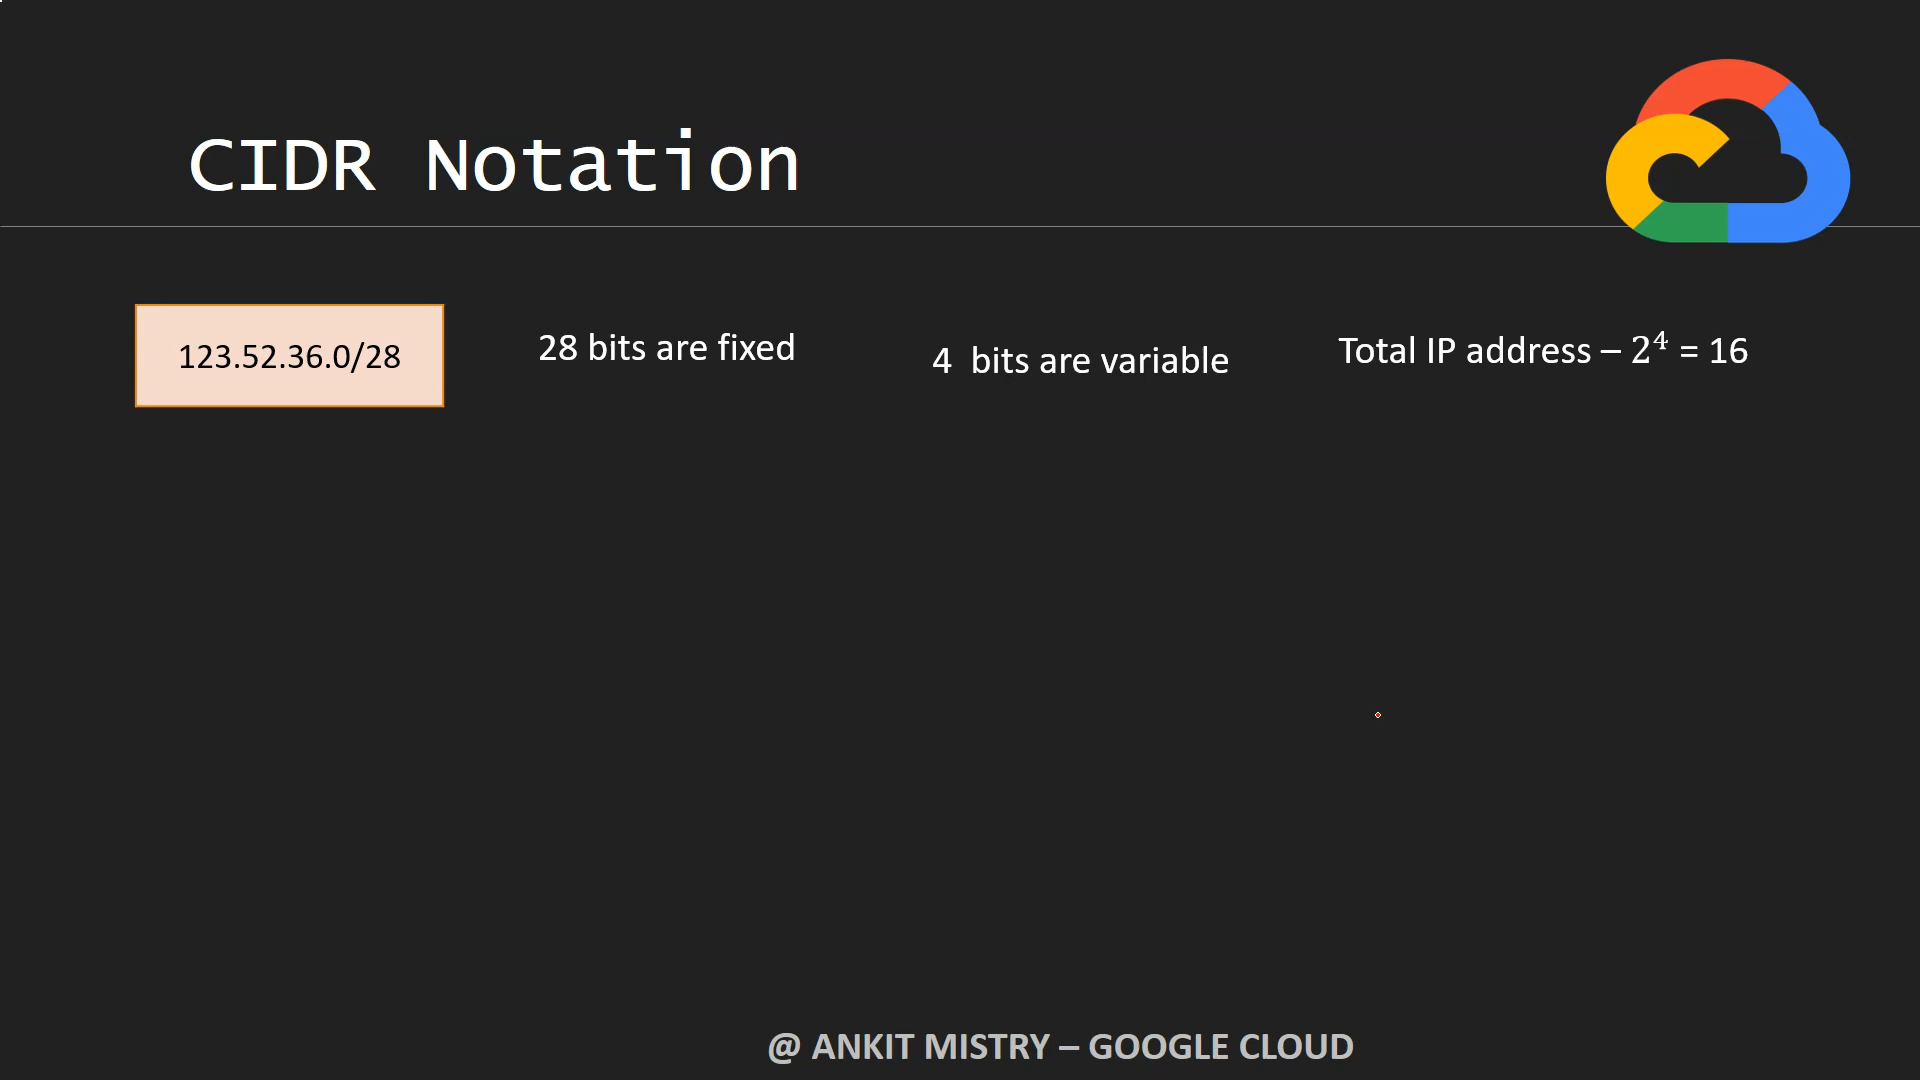 CIDR Notation
123.52.36.0/28
28 bits are fixed
4 bits are variable
Total IP address – 2⁴ = 16
@ ANKIT MISTRY – GOOGLE CLOUD